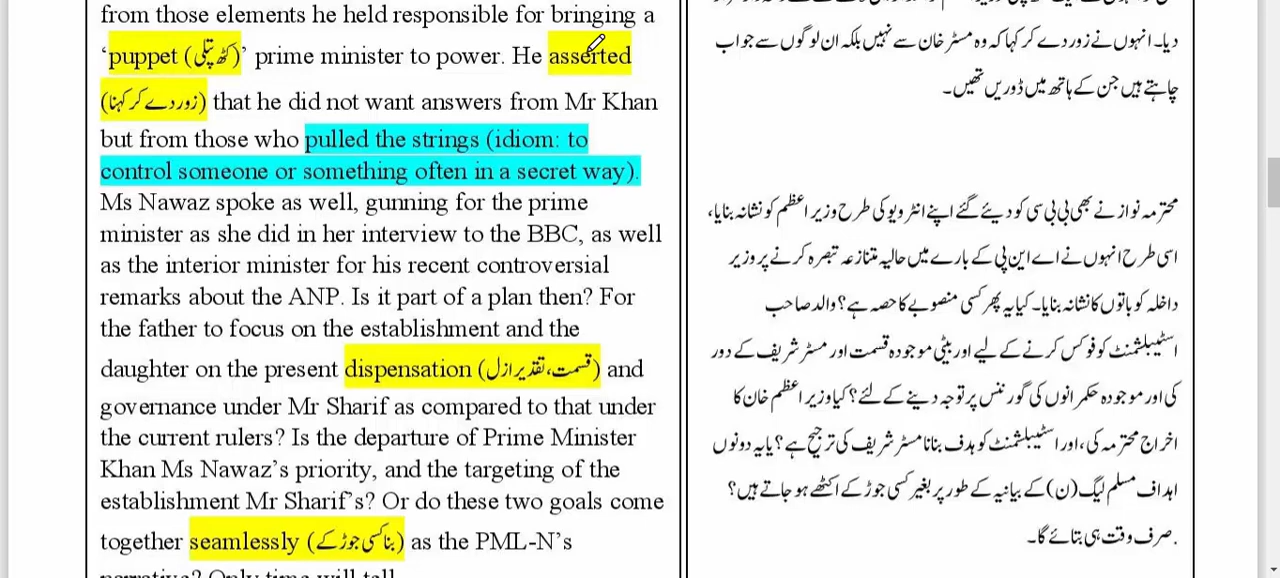 from those elements he held responsible for bringing a
‘puppet (کٹھ پتلی)’ prime minister to power. He asserted
(زور دے کر کہنا) that he did not want answers from Mr Khan
but from those who pulled the strings (idiom: to
control someone or something often in a secret way).
Ms Nawaz spoke as well, gunning for the prime
minister as she did in her interview to the BBC, as well
as the interior minister for his recent controversial
remarks about the ANP. Is it part of a plan then? For
the father to focus on the establishment and the
daughter on the present dispensation (قسمت، تقدیر ازل) and
governance under Mr Sharif as compared to that under
the current rulers? Is the departure of Prime Minister
Khan Ms Nawaz’s priority, and the targeting of the
establishment Mr Sharif’s? Or do these two goals come
together seamlessly (بنا کسی جوڑ کے) as the PML-N’s
narrative? Only time will tell
دیا۔ انہوں نے زور دے کر کہا کہ وہ مسٹر خان سے نہیں بلکہ ان لوگوں سے جواب
چاہتے ہیں جن کے ہاتھ میں ڈوریں تھیں۔
محترمہ نواز نے بھی بی بی سی کو دیئے گئے اپنے انٹرویو کی طرح وزیر اعظم کو نشانہ بنایا،
اسی طرح انہوں نے اے این پی کے بارے میں حالیہ متنازعہ تبصرہ کرنے پر وزیر
داخلہ کو باتوں کا نشانہ بنایا۔ کیا یہ پھر کسی منصوبے کا حصہ ہے؟ والد صاحب
اسٹیبلشمنٹ کو فوکس کرنے کے لیے اور بیٹی موجودہ قسمت اور مسٹر شریف کے دور
کی اور موجودہ حکمرانوں کی گورننس پر توجہ دینے کے لئے؟ کیا وزیر اعظم خان کا
اخراج محترمہ کی، اور اسٹیبلشمنٹ کو ہدف بنانا مسٹر شریف کی ترجیح ہے؟ یا یہ دونوں
اہداف مسلم لیگ (ن) کے بیانیہ کے طور پر بغیر کسی جوڑ کے اکٹھے ہو جاتے ہیں؟
صرف وقت ہی بتائے گا۔.